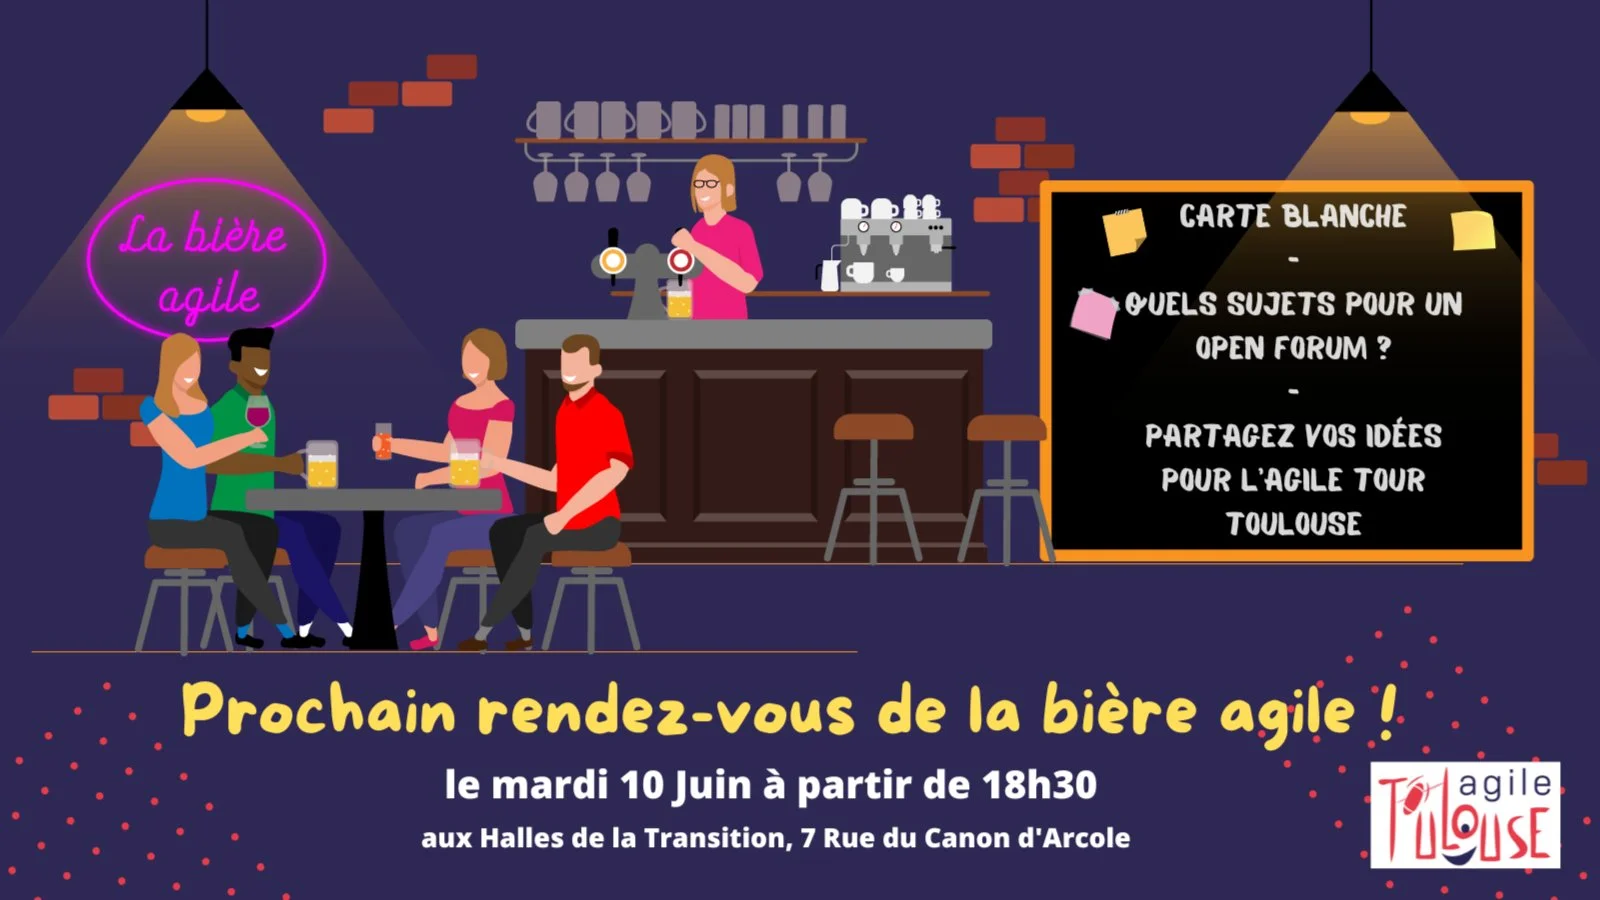 La bière
agile
CARTE BLANCHE
-
QUELS SUJETS POUR UN
OPEN FORUM ?
-
PARTAGEZ VOS IDÉES
POUR L'AGILE TOUR
TOULOUSE
Prochain rendez-vous de la bière agile !
le mardi 10 Juin à partir de 18h30
aux Halles de la Transition, 7 Rue du Canon d'Arcole
agile
TOULOUSE